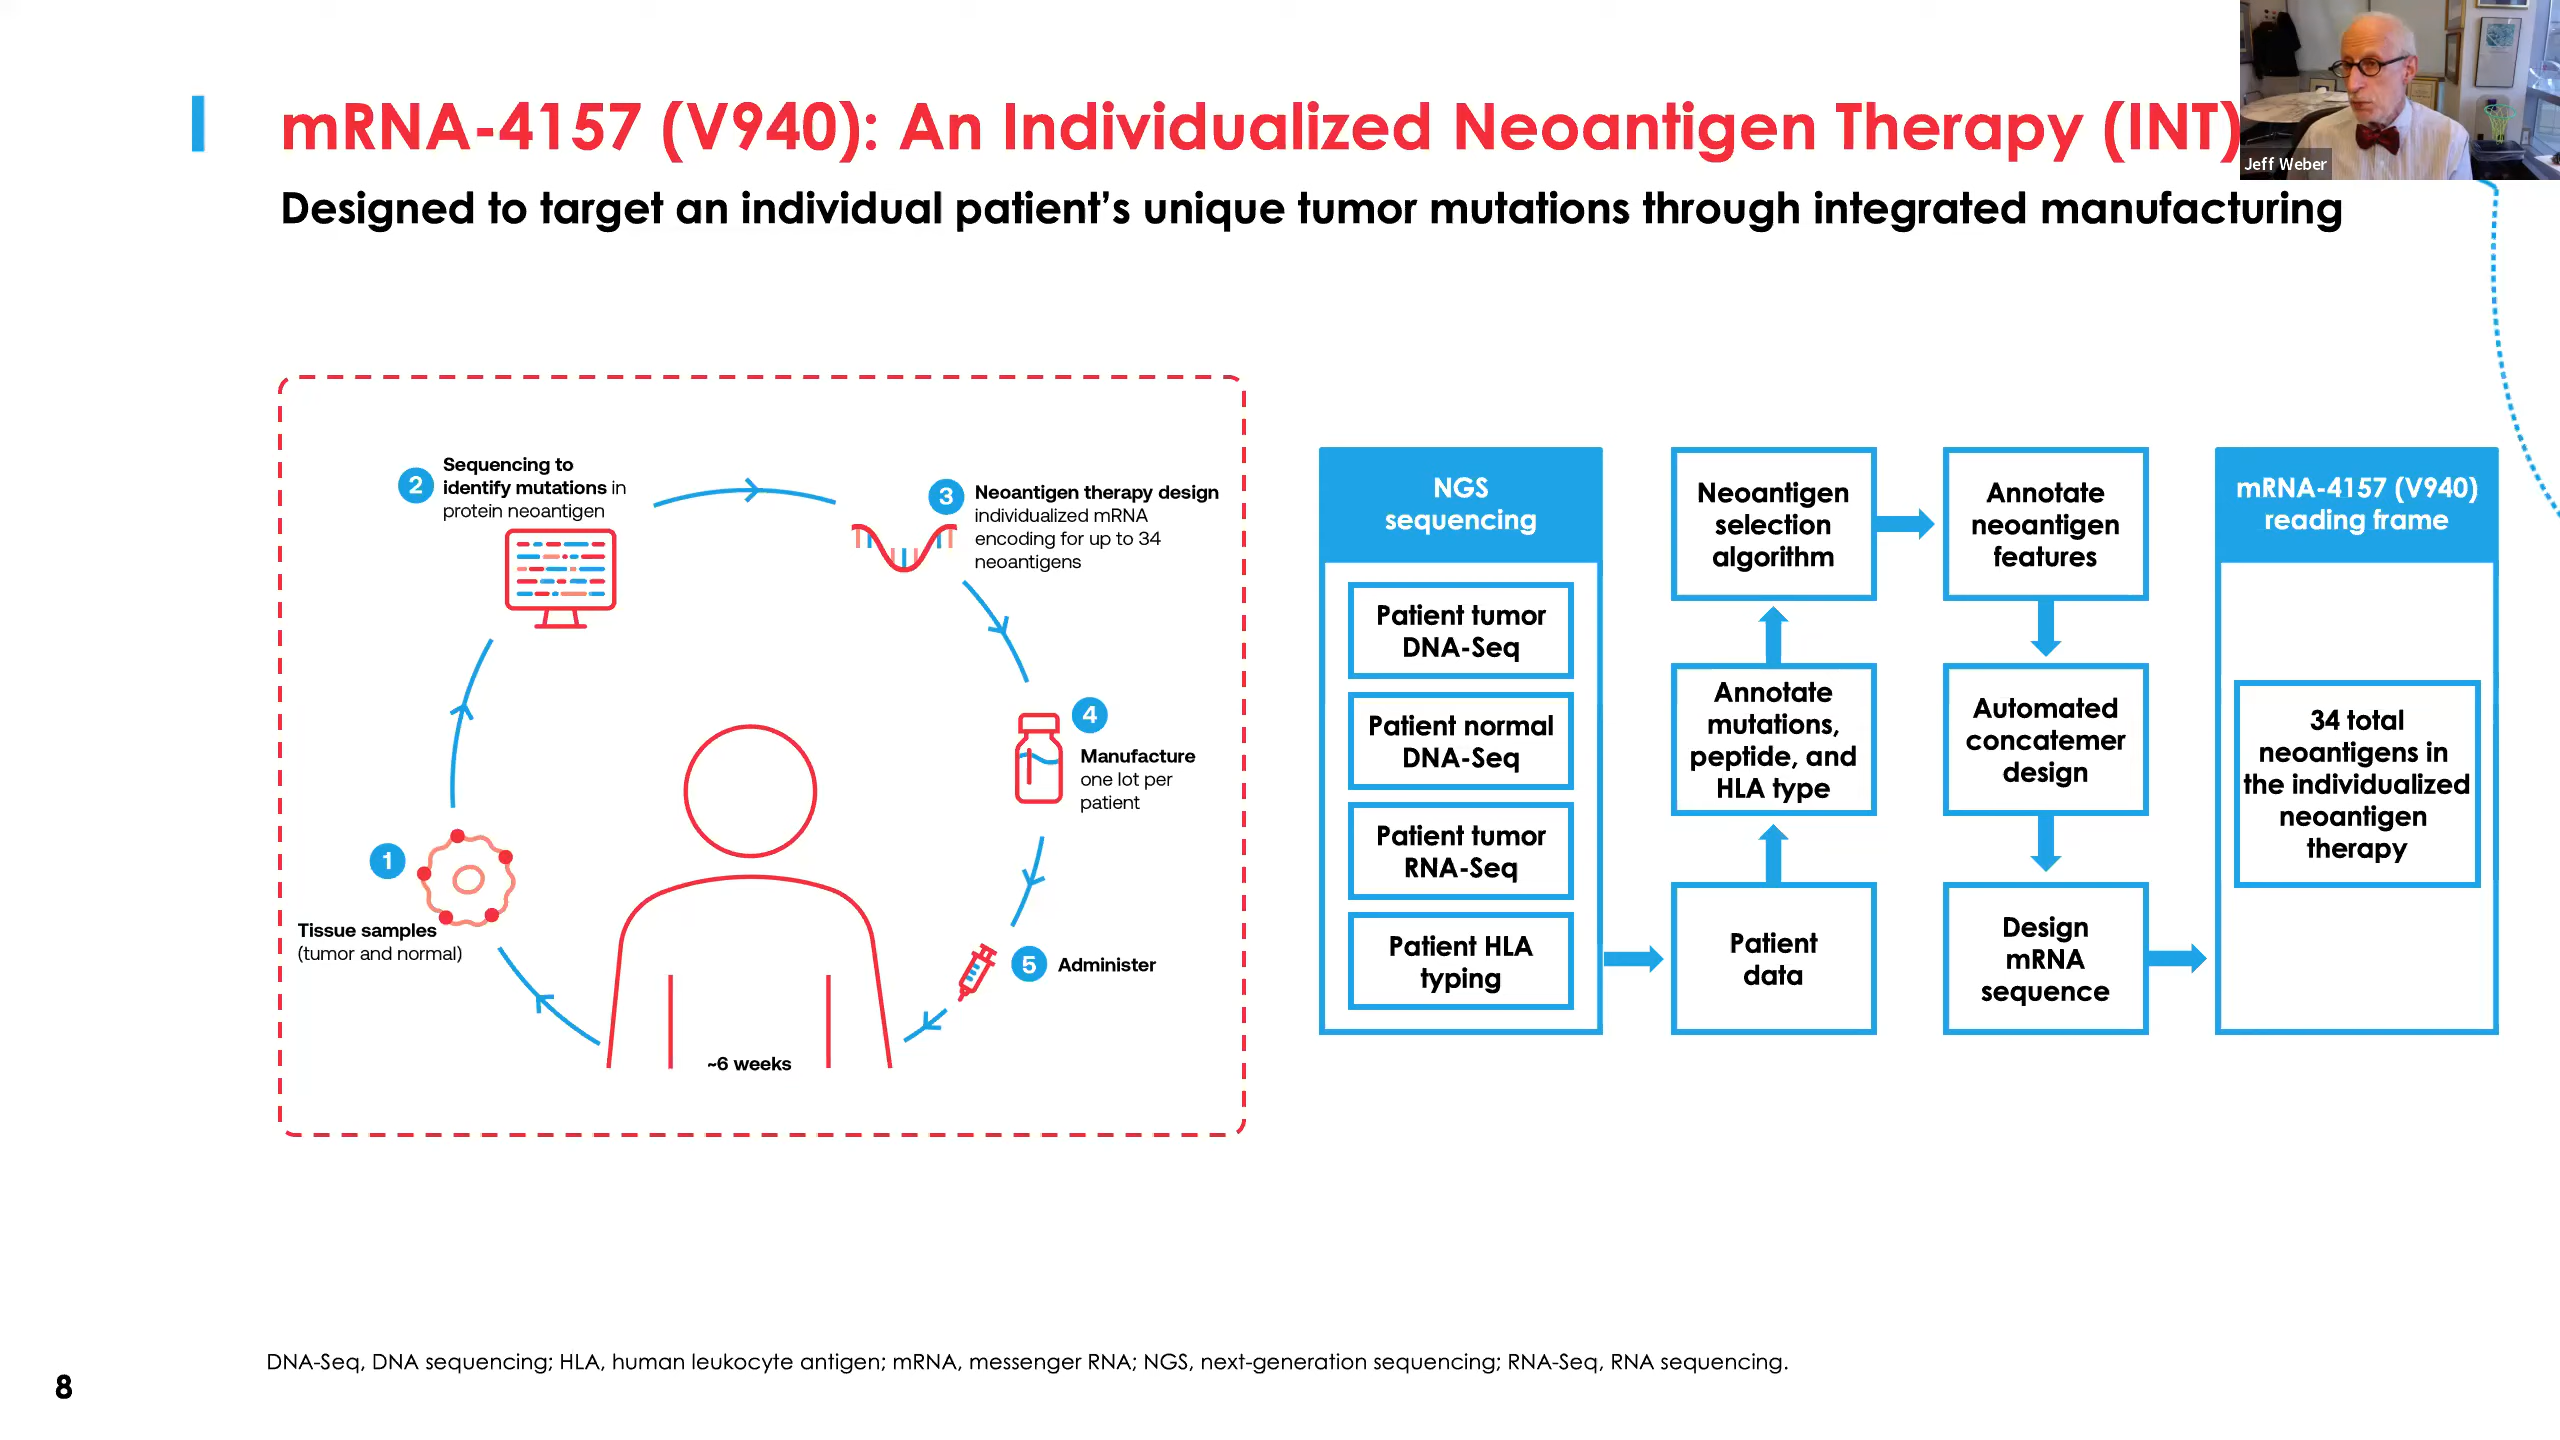 mRNA-4157 (V940): An Individualized Neoantigen Therapy (INT)
Jeff Weber
Designed to target an individual patient's unique tumor mutations through integrated manufacturing
2
Sequencing to
identify mutations in
protein neoantigen
3
Neoantigen therapy design
individualized mRNA
encoding for up to 34
neoantigens
4
Manufacture
one lot per
patient
1
Tissue samples
(tumor and normal)
5 Administer
~6 weeks
NGS
sequencing
Patient tumor
DNA-Seq
Patient normal
DNA-Seq
Patient tumor
RNA-Seq
Patient HLA
typing
Patient
data
Annotate
mutations,
peptide, and
HLA type
Neoantigen
selection
algorithm
Annotate
neoantigen
features
Automated
concatemer
design
Design
mRNA
sequence
mRNA-4157 (V940)
reading frame
34 total
neoantigens in
the individualized
neoantigen
therapy
DNA-Seq, DNA sequencing; HLA, human leukocyte antigen; mRNA, messenger RNA; NGS, next-generation sequencing; RNA-Seq, RNA sequencing.
8